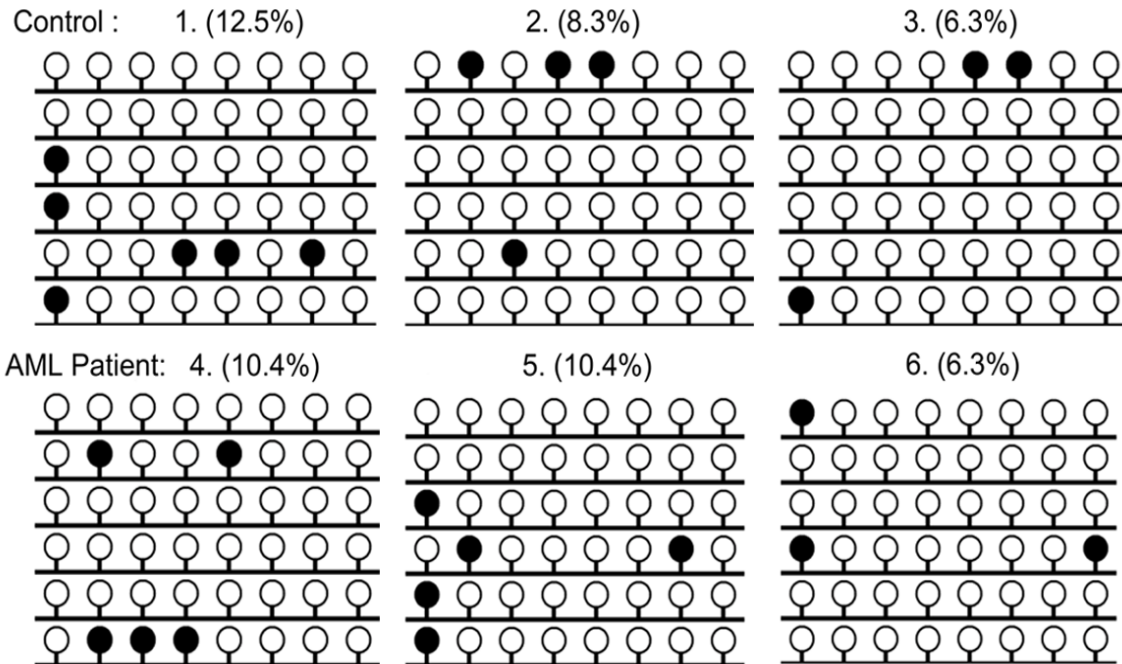 Control : 1. (12.5%) 2. (8.3%) 3. (6.3%)
AML Patient: 4. (10.4%) 5. (10.4%) 6. (6.3%)